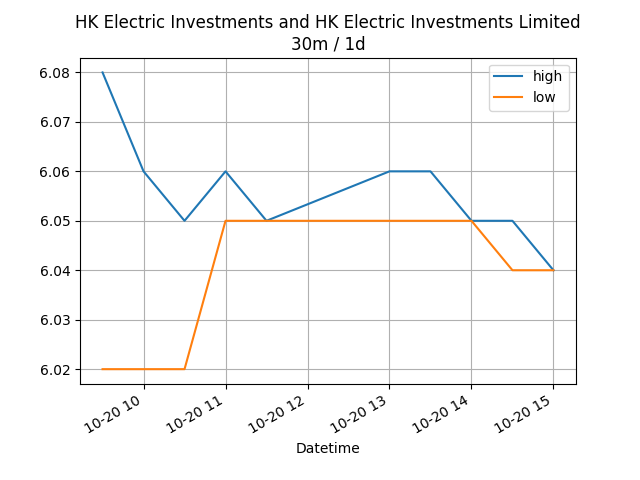 HK Electric Investments and HK Electric Investments Limited
30m / 1d
high
low
6.08
6.07
6.06
6.05
6.04
6.03
6.02
10-20 10
10-20 11
10-20 12
10-20 13
10-20 14
10-20 15
Datetime